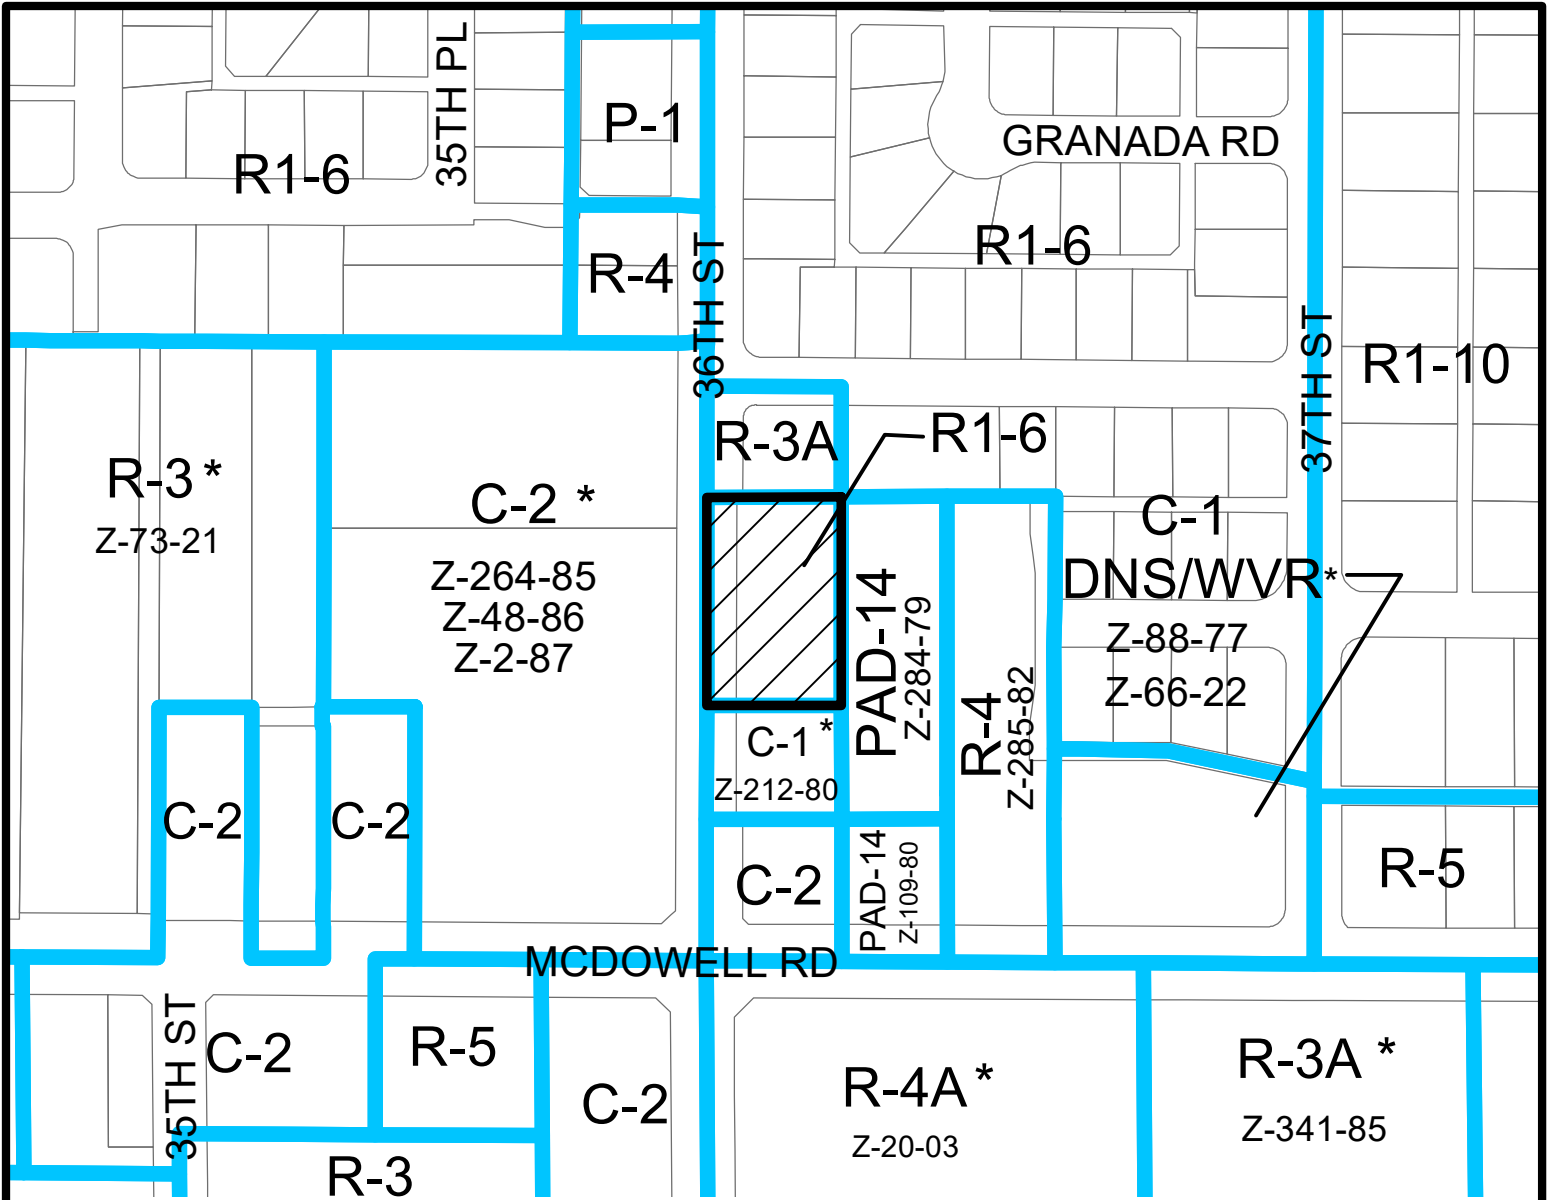 35TH PL
P-1
GRANADA RD
R1-6
R1-6
R-4
36TH ST
37TH ST
R1-10
R-3A
R1-6
R-3 *
Z-73-21
C-2 *
Z-264-85
Z-48-86
Z-2-87
C-1
DNS/WVR*
Z-88-77
Z-66-22
PAD-14
Z-284-79
R-4
Z-285-82
C-1 *
Z-212-80
C-2
C-2
C-2
PAD-14
Z-109-80
R-5
MCDOWELL RD
35TH ST
C-2
R-5
C-2
R-4A *
Z-20-03
R-3A *
Z-341-85
R-3